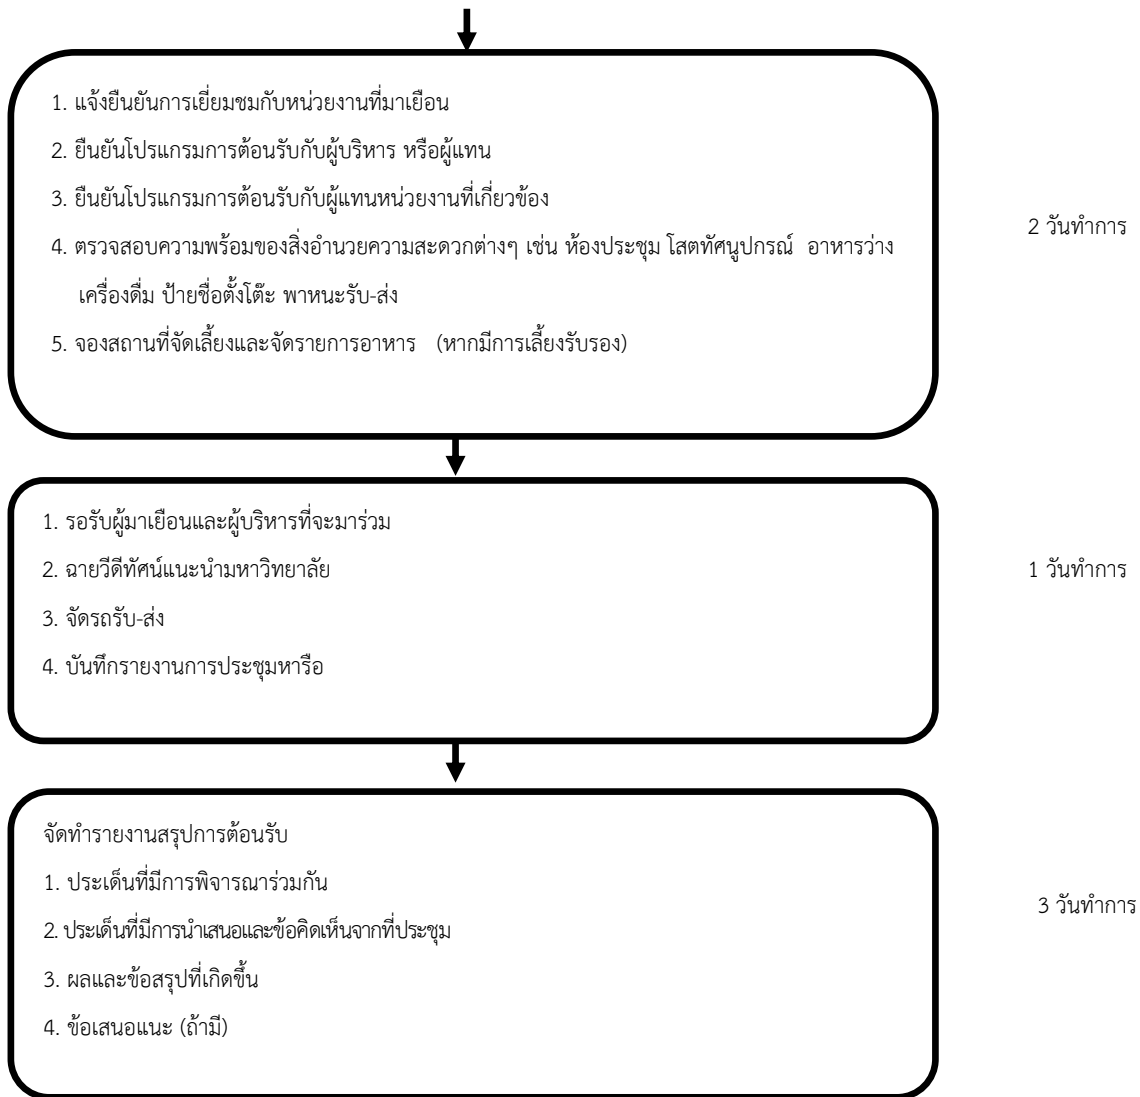 1. แจ้งยืนยันการเยี่ยมชมกับหน่วยงานที่มาเยือน
2. ยืนยันโปรแกรมการต้อนรับกับผู้บริหาร หรือผู้แทน
3. ยืนยันโปรแกรมการต้อนรับกับผู้แทนหน่วยงานที่เกี่ยวข้อง
4. ตรวจสอบความพร้อมของสิ่งอำนวยความสะดวกต่างๆ เช่น ห้องประชุม โสตทัศนูปกรณ์ อาหารว่าง
เครื่องดื่ม ป้ายชื่อตั้งโต๊ะ พาหนะรับ-ส่ง
5. จองสถานที่จัดเลี้ยงและจัดรายการอาหาร (หากมีการเลี้ยงรับรอง)
2 วันทำการ
1. รอรับผู้มาเยือนและผู้บริหารที่จะมาร่วม
2. ฉายวีดีทัศน์แนะนำมหาวิทยาลัย
3. จัดรถรับ-ส่ง
4. บันทึกรายงานการประชุมหารือ
1 วันทำการ
จัดทำรายงานสรุปการต้อนรับ
1. ประเด็นที่มีการพิจารณาร่วมกัน
2. ประเด็นที่มีการนำเสนอและข้อคิดเห็นจากที่ประชุม
3. ผลและข้อสรุปที่เกิดขึ้น
4. ข้อเสนอแนะ (ถ้ามี)
3 วันทำการ